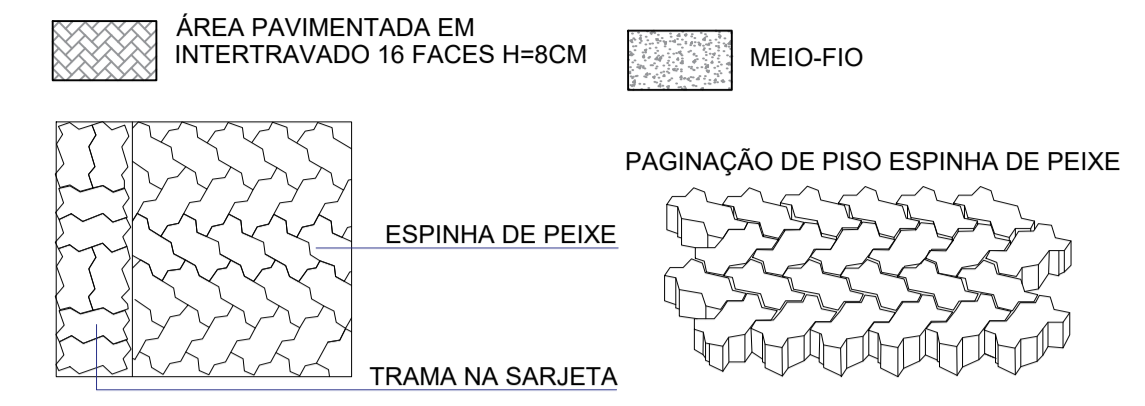 ÁREA PAVIMENTADA EM
INTERTRAVADO 16 FACES H=8CM
MEIO-FIO
PAGINAÇÃO DE PISO ESPINHA DE PEIXE
ESPINHA DE PEIXE
TRAMA NA SARJETA